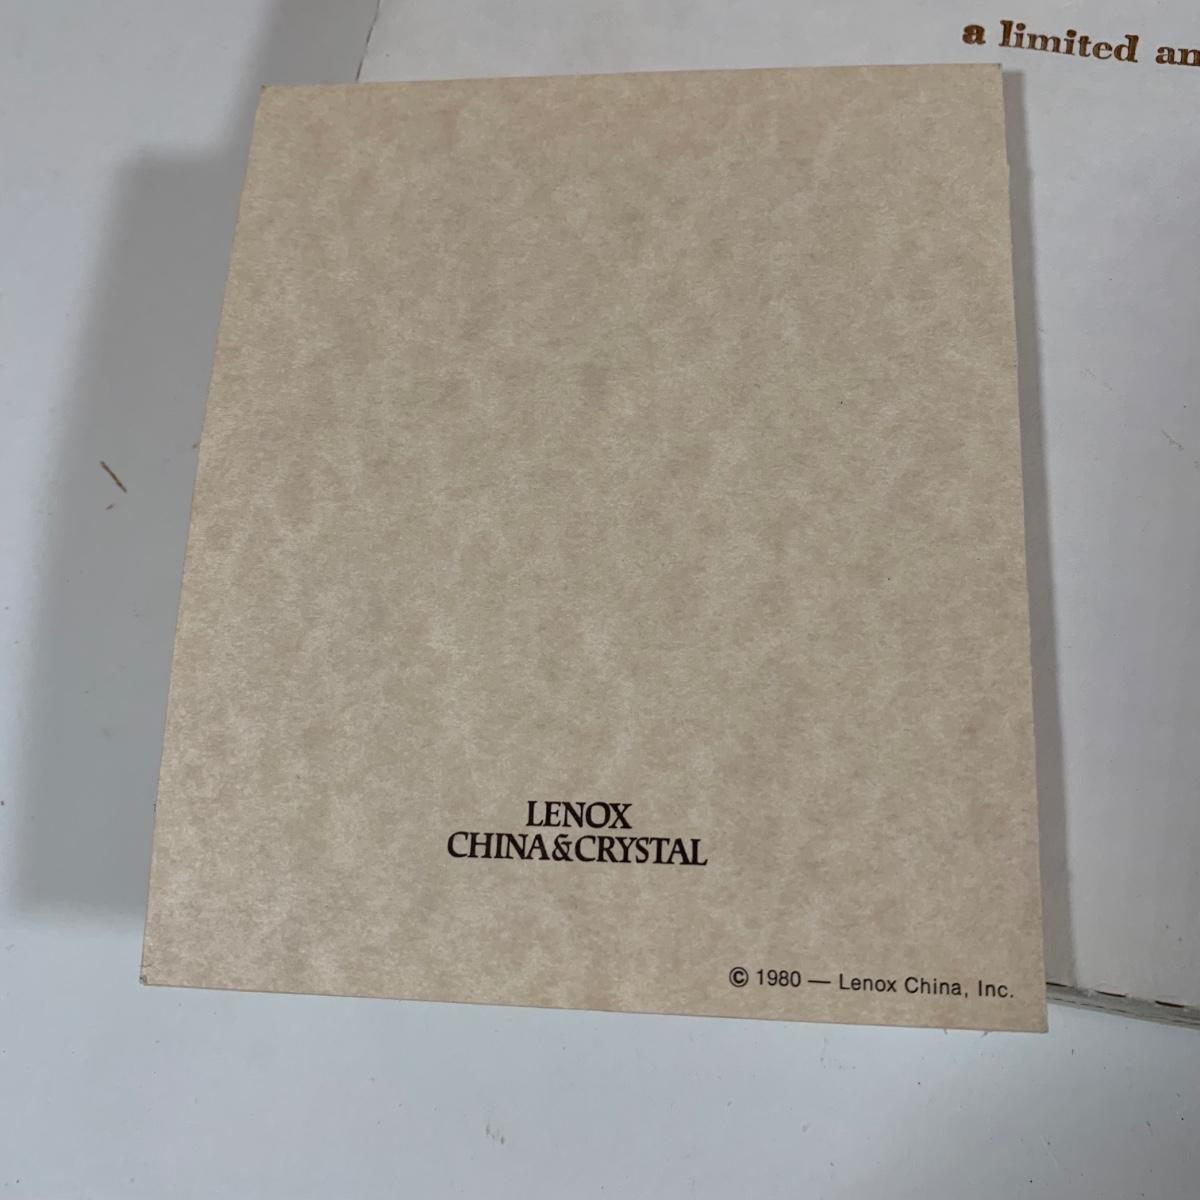 a limited an
LENOX
CHINA&CRYSTAL
© 1980 — Lenox China, Inc.